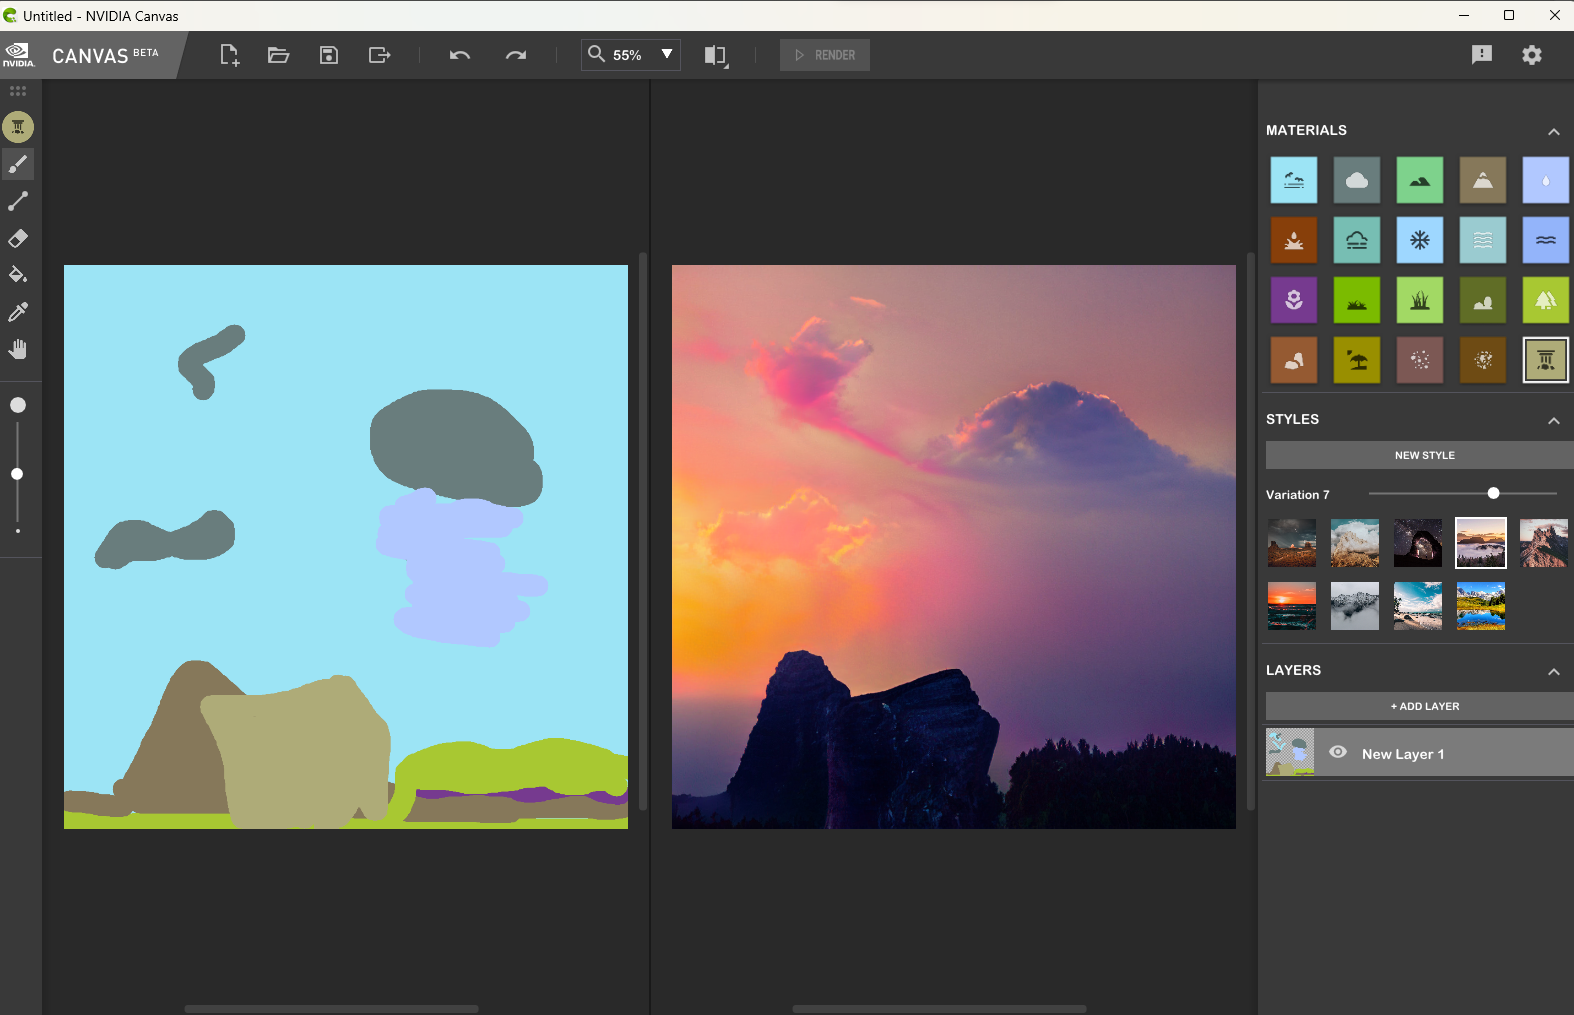 Untitled - NVIDIA Canvas
NVIDIA.
CANVAS BETA
55%
RENDER
MATERIALS
STYLES
NEW STYLE
Variation 7
LAYERS
+ ADD LAYER
New Layer 1